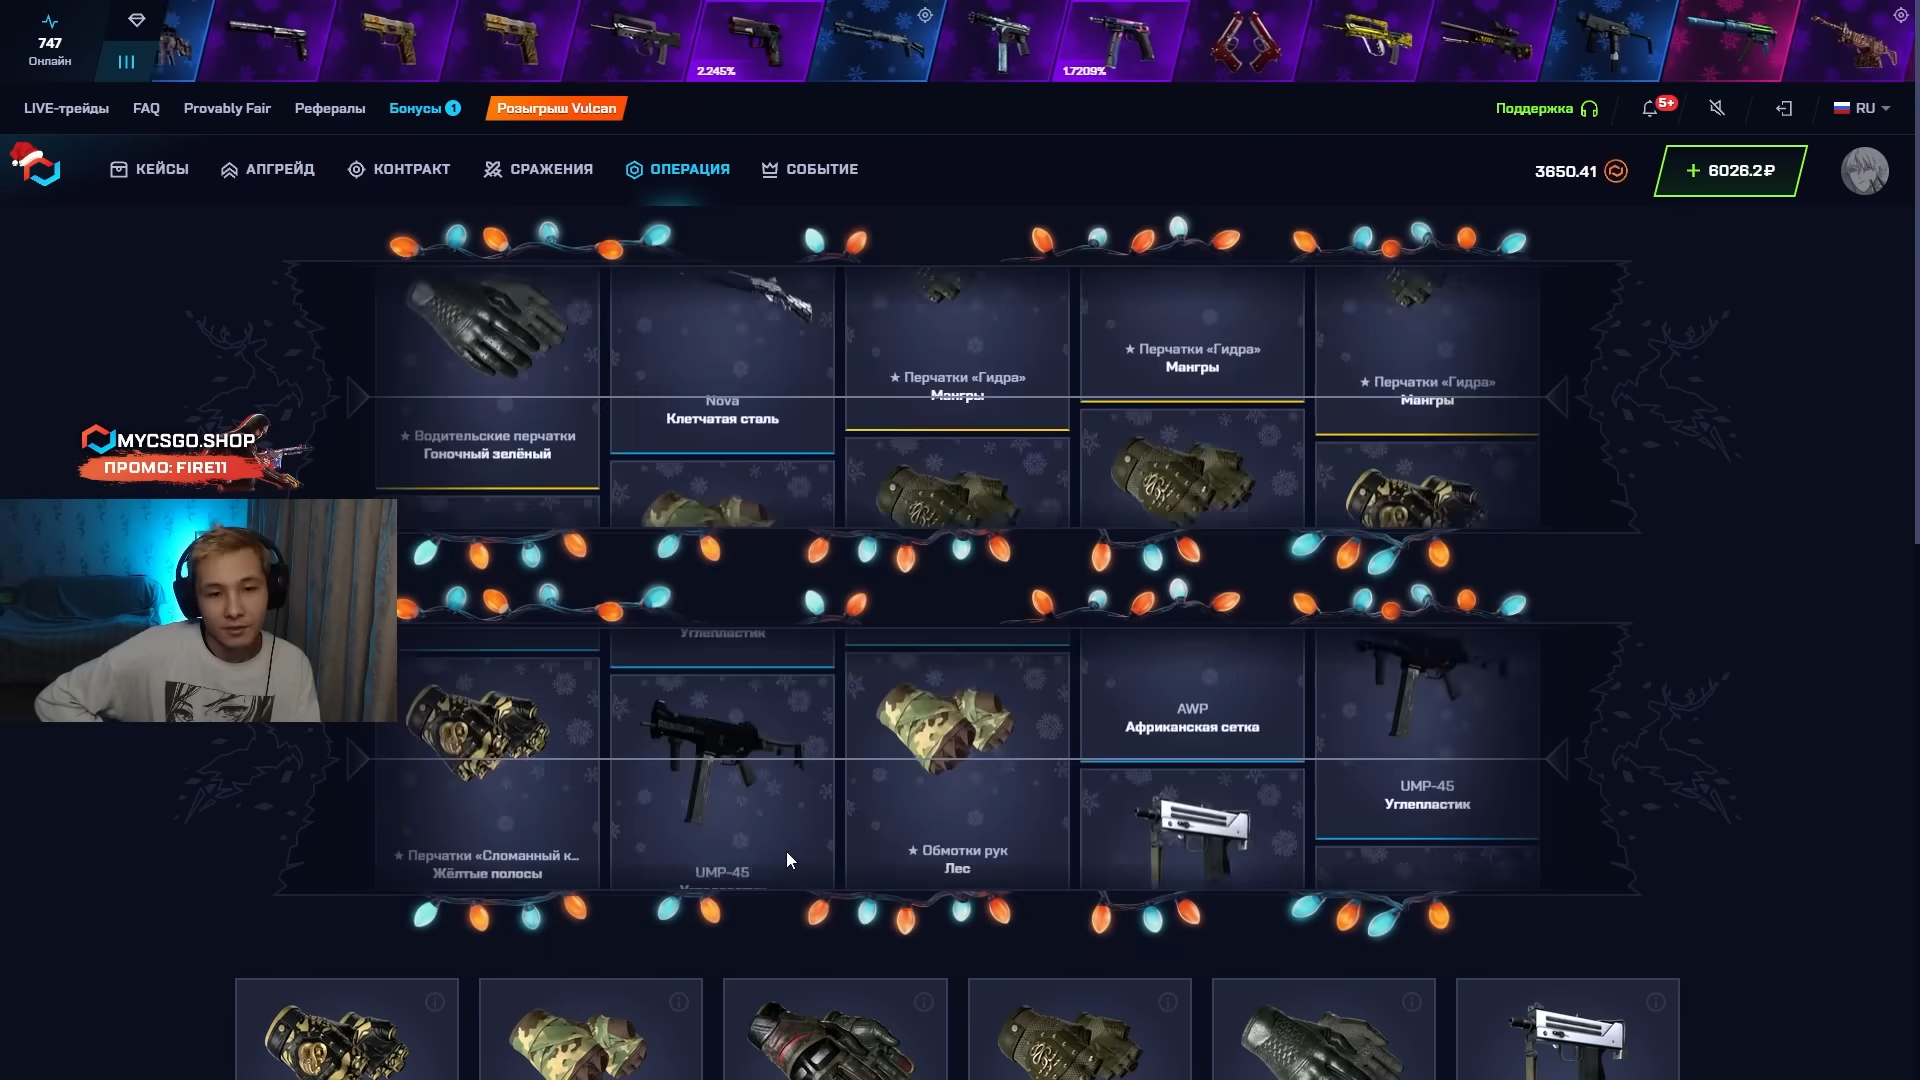 747
Онлайн
2.245%
1.7209%
LIVE-трейды
FAQ
Provably Fair
Рефералы
Бонусы 1
Розыгрыш Vulcan
Поддержка
5+
RU
КЕЙСЫ
АПГРЕЙД
КОНТРАКТ
СРАЖЕНИЯ
ОПЕРАЦИЯ
СОБЫТИЕ
3650.41
+ 6026.2₽
★ Водительские перчатки
Гоночный зелёный
Nova
Клетчатая сталь
★ Перчатки «Гидра»
Мангры
★ Перчатки «Гидра»
Мангры
★ Перчатки «Гидра»
Мангры
MYCSGO.SHOP
ПРОМО: FIRE11
Углепластик
★ Перчатки «Сломанный к...
Жёлтые полосы
UMP-45
★ Обмотки рук
Лес
AWP
Африканская сетка
UMP-45
Углепластик